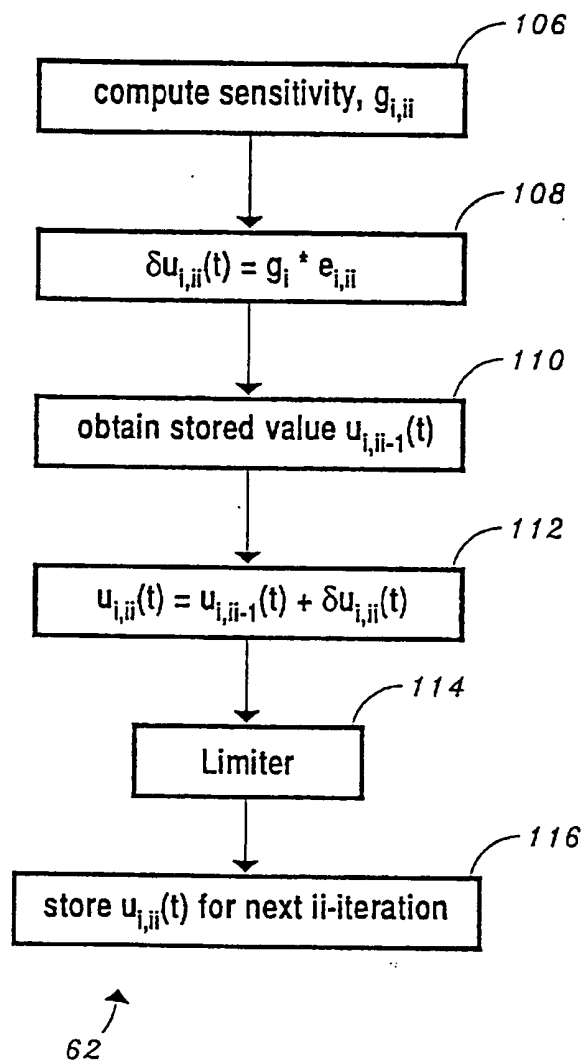 106
compute sensitivity, g_{i,ii}
108
δu_{i,ii}(t) = g_i * e_{i,ii}
110
obtain stored value u_{i,ii-1}(t)
112
u_{i,ii}(t) = u_{i,ii-1}(t) + δu_{i,ii}(t)
114
Limiter
116
store u_{i,ii}(t) for next ii-iteration
62